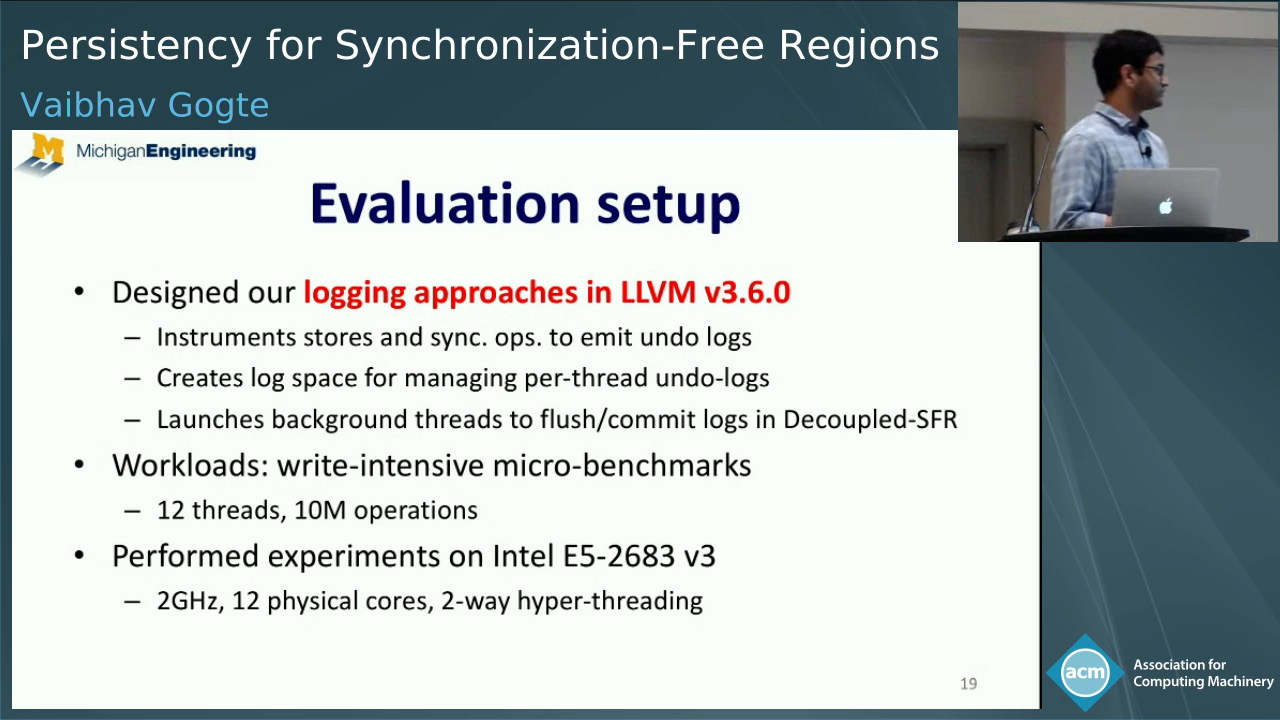 Persistency for Synchronization-Free Regions
Vaibhav Gogte
M MichiganEngineering
Evaluation setup
• Designed our logging approaches in LLVM v3.6.0
– Instruments stores and sync. ops. to emit undo logs
– Creates log space for managing per-thread undo-logs
– Launches background threads to flush/commit logs in Decoupled-SFR
• Workloads: write-intensive micro-benchmarks
– 12 threads, 10M operations
• Performed experiments on Intel E5-2683 v3
– 2GHz, 12 physical cores, 2-way hyper-threading
19
acm
Association for
Computing Machinery